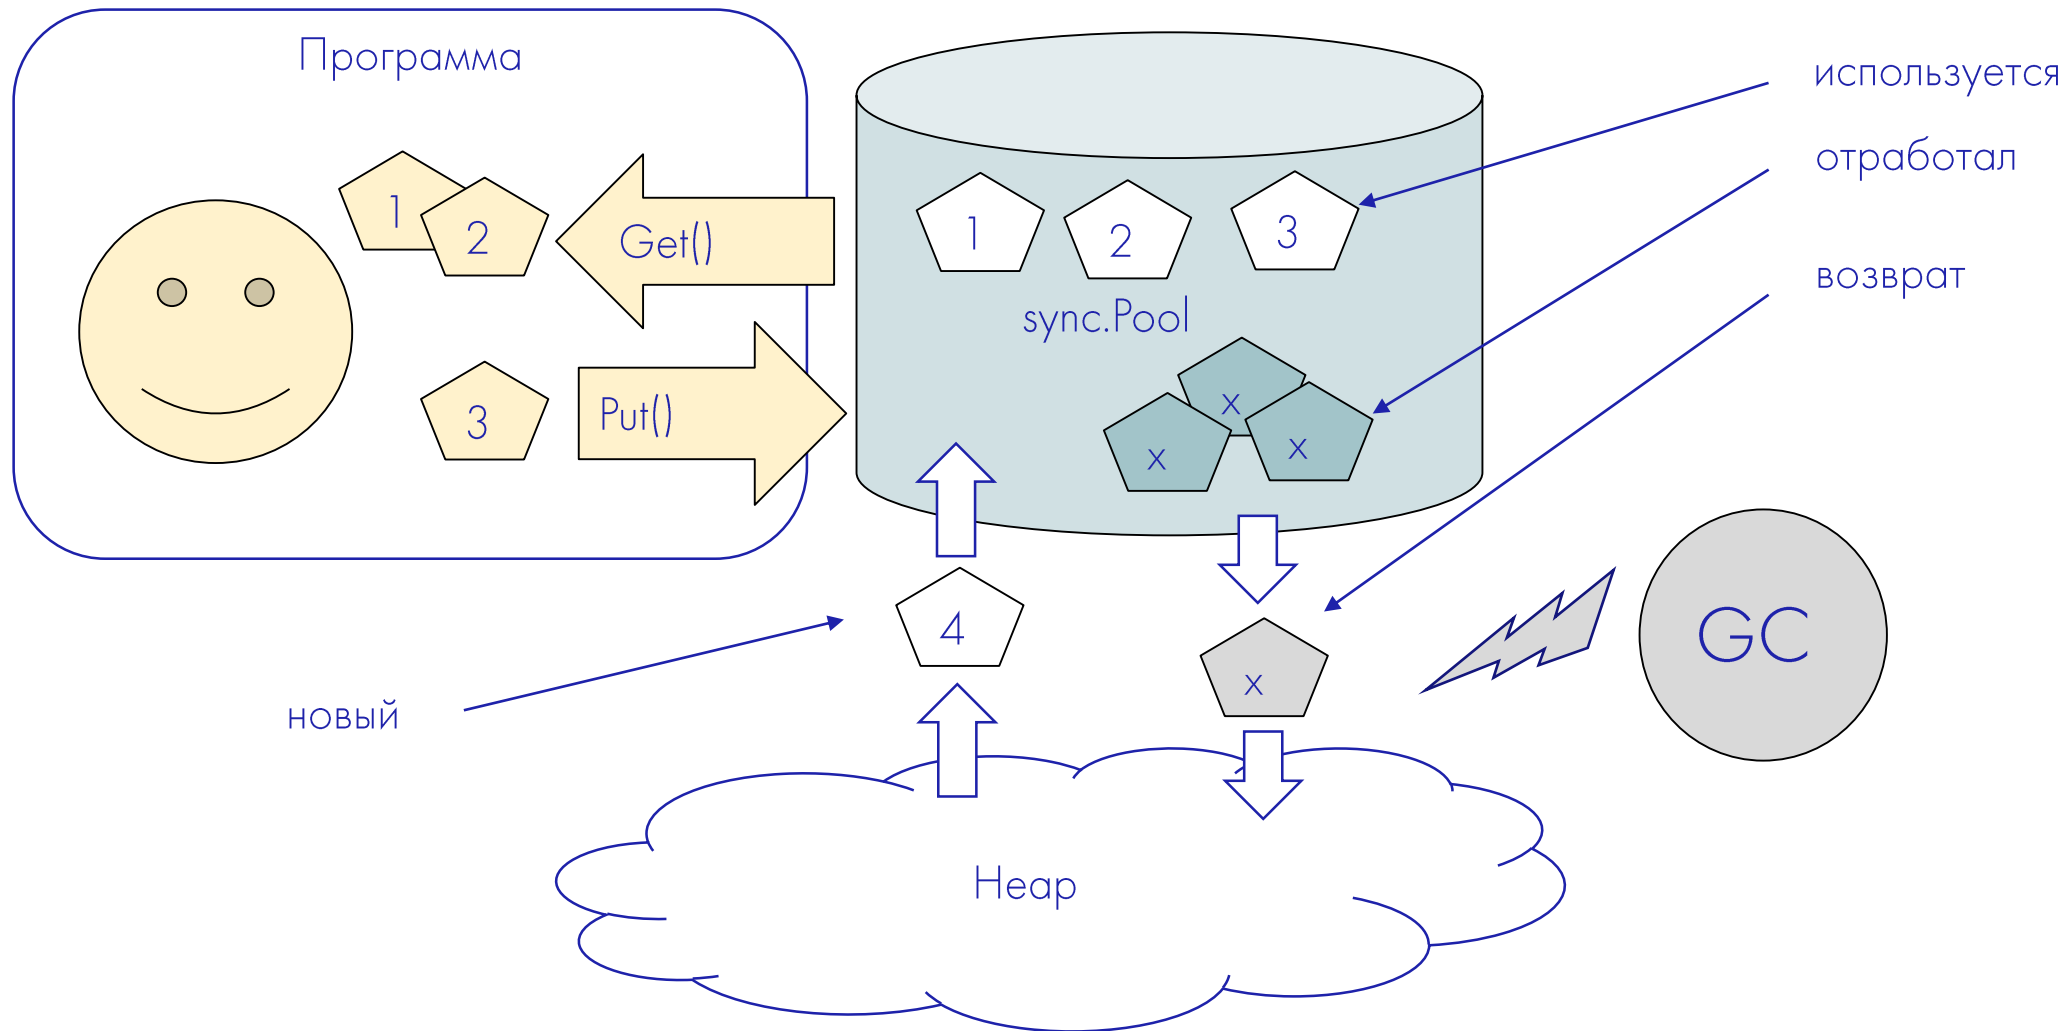 Программа
используется
отработал
возврат
1
2
Get()
1
2
3
sync.Pool
3
Put()
x
x
x
4
x
GC
новый
Heap